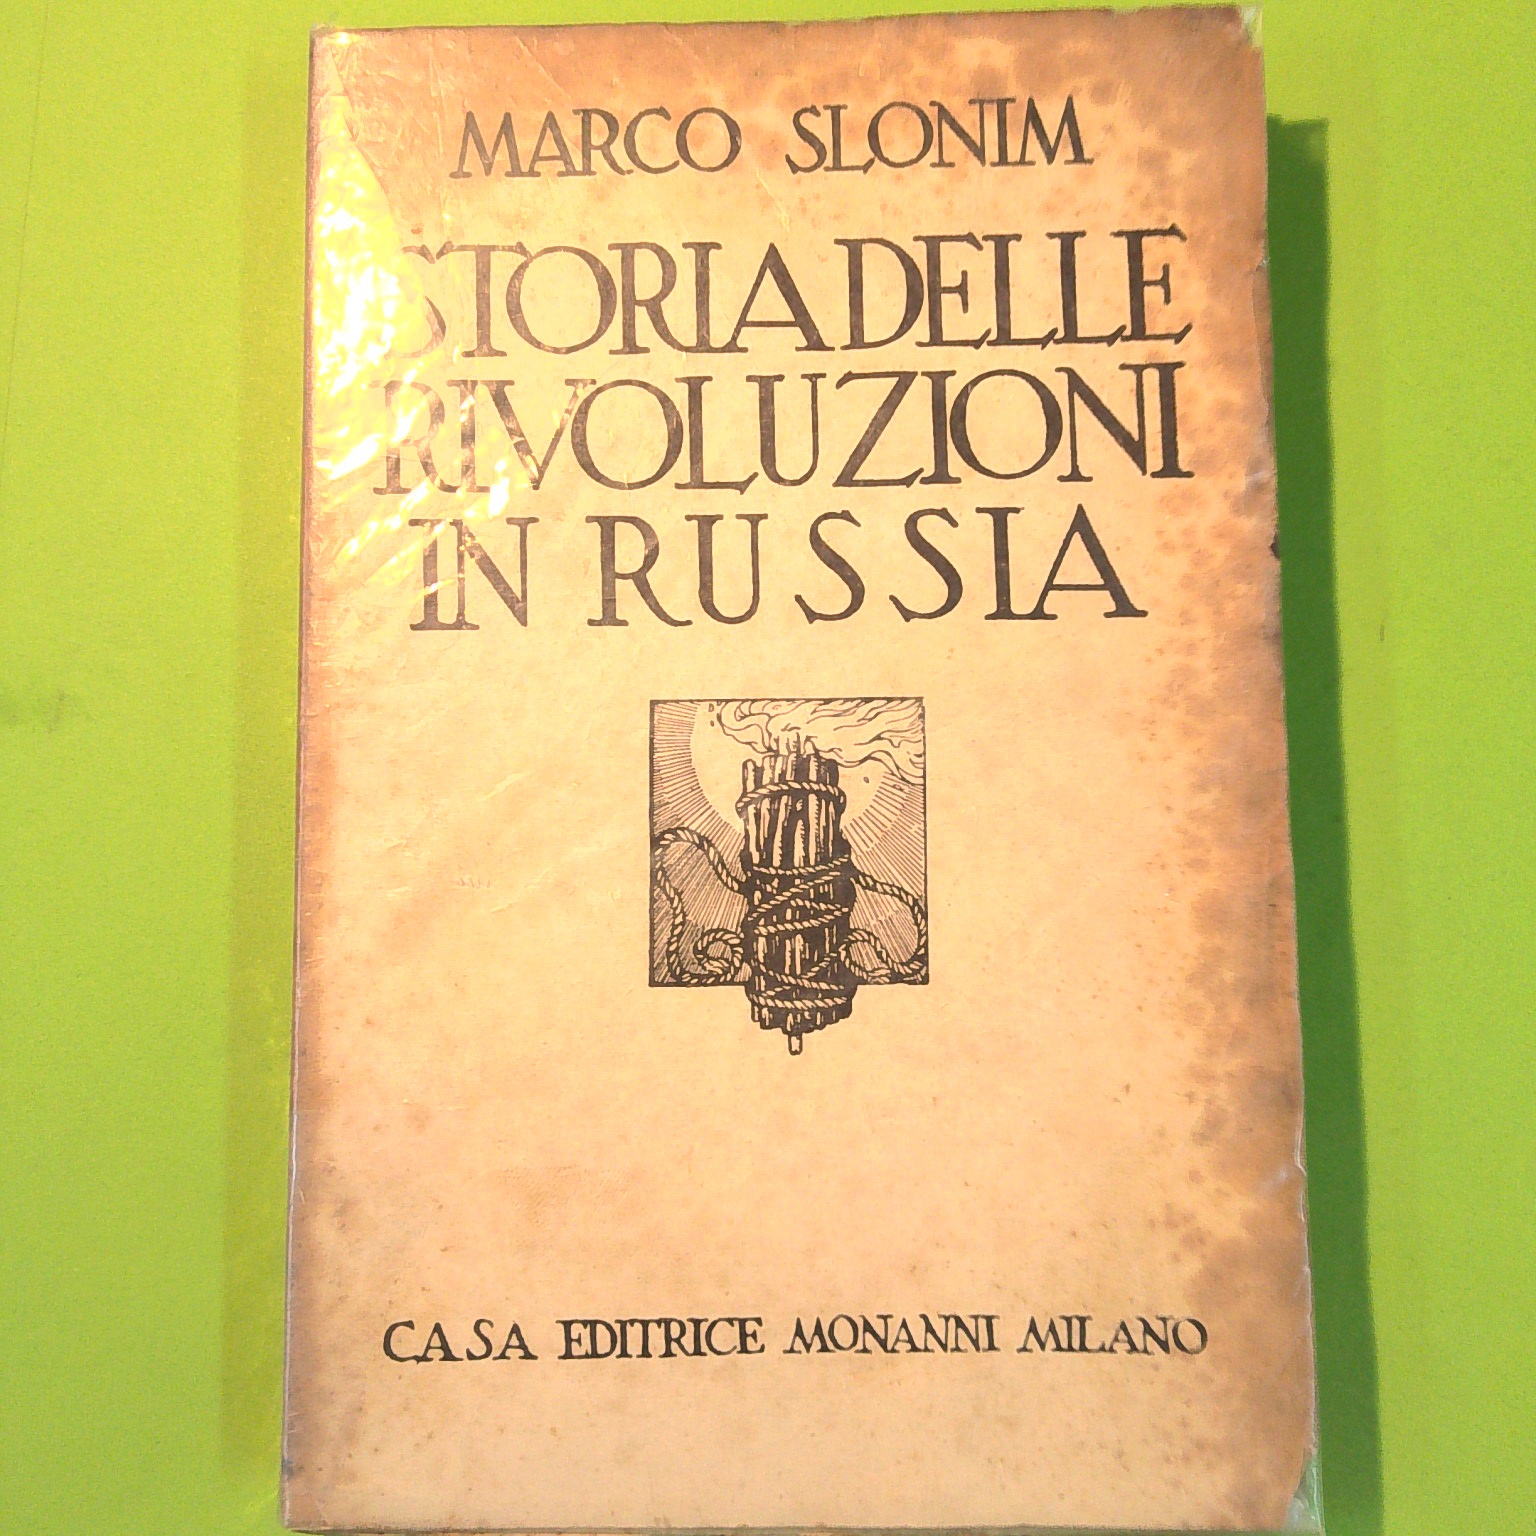 MARCO SLONIM
STORIA DELLE
RIVOLUZIONI
IN RUSSIA
CASA EDITRICE MONANNI MILANO